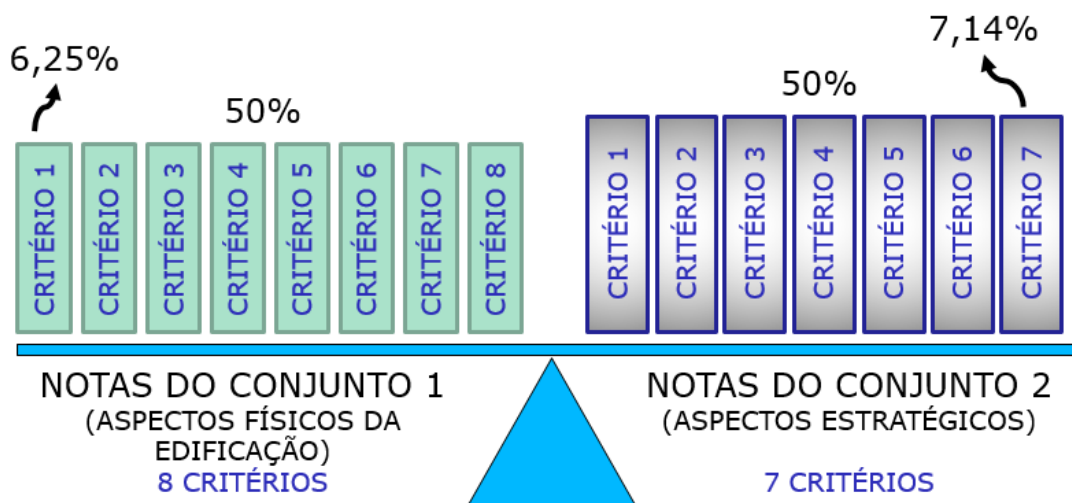 6,25%
50%
CRITÉRIO 1
CRITÉRIO 2
CRITÉRIO 3
CRITÉRIO 4
CRITÉRIO 5
CRITÉRIO 6
CRITÉRIO 7
CRITÉRIO 8
NOTAS DO CONJUNTO 1
(ASPECTOS FÍSICOS DA
EDIFICAÇÃO)
8 CRITÉRIOS
7,14%
50%
CRITÉRIO 1
CRITÉRIO 2
CRITÉRIO 3
CRITÉRIO 4
CRITÉRIO 5
CRITÉRIO 6
CRITÉRIO 7
NOTAS DO CONJUNTO 2
(ASPECTOS ESTRATÉGICOS)
7 CRITÉRIOS